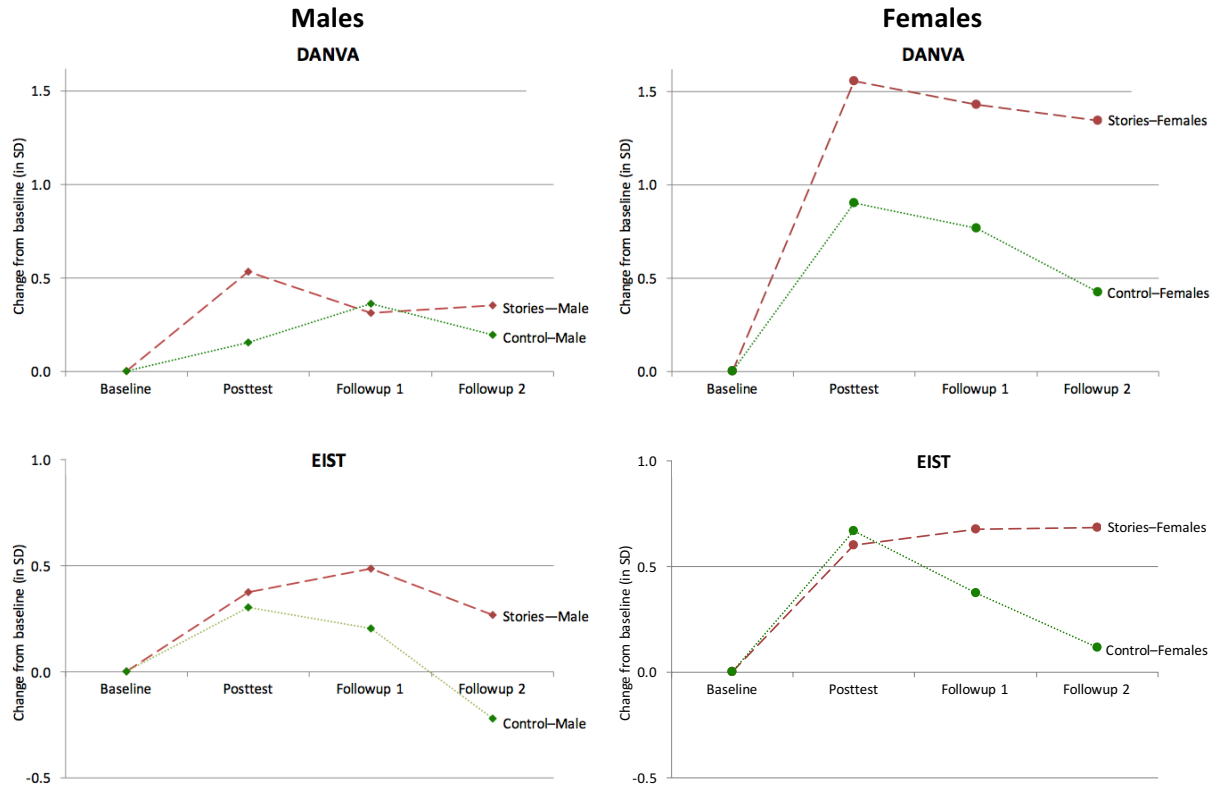 Males
DANVA
Change from baseline (in SD)
1.5
1.0
0.5
0.0
Stories—Male
Control–Male
Baseline Posttest Followup 1 Followup 2
Females
DANVA
Change from baseline (in SD)
1.5
1.0
0.5
0.0
Stories–Females
Control–Females
Baseline Posttest Followup 1 Followup 2
EIST
Change from baseline (in SD)
1.0
0.5
0.0
-0.5
Stories—Male
Baseline Posttest Followup 1 Followup 2
Control–Male
EIST
Change from baseline (in SD)
1.0
0.5
0.0
-0.5
Stories–Females
Control–Females
Baseline Posttest Followup 1 Followup 2